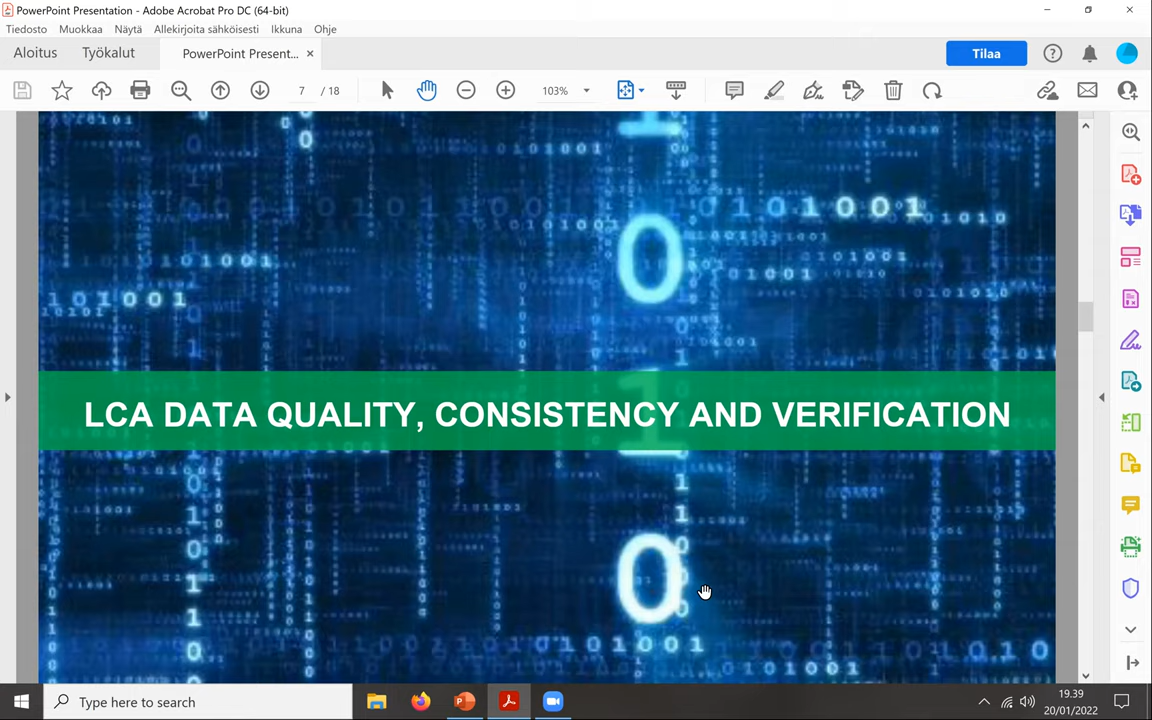 PowerPoint Presentation - Adobe Acrobat Pro DC (64-bit)
Tiedosto Muokkaa Näytä Allekirjoita sähköisesti Ikkuna Ohje
Aloitus Työkalut PowerPoint Present... × Tilaa
7 / 18 103%
LCA DATA QUALITY, CONSISTENCY AND VERIFICATION
Type here to search
19.39
20/01/2022